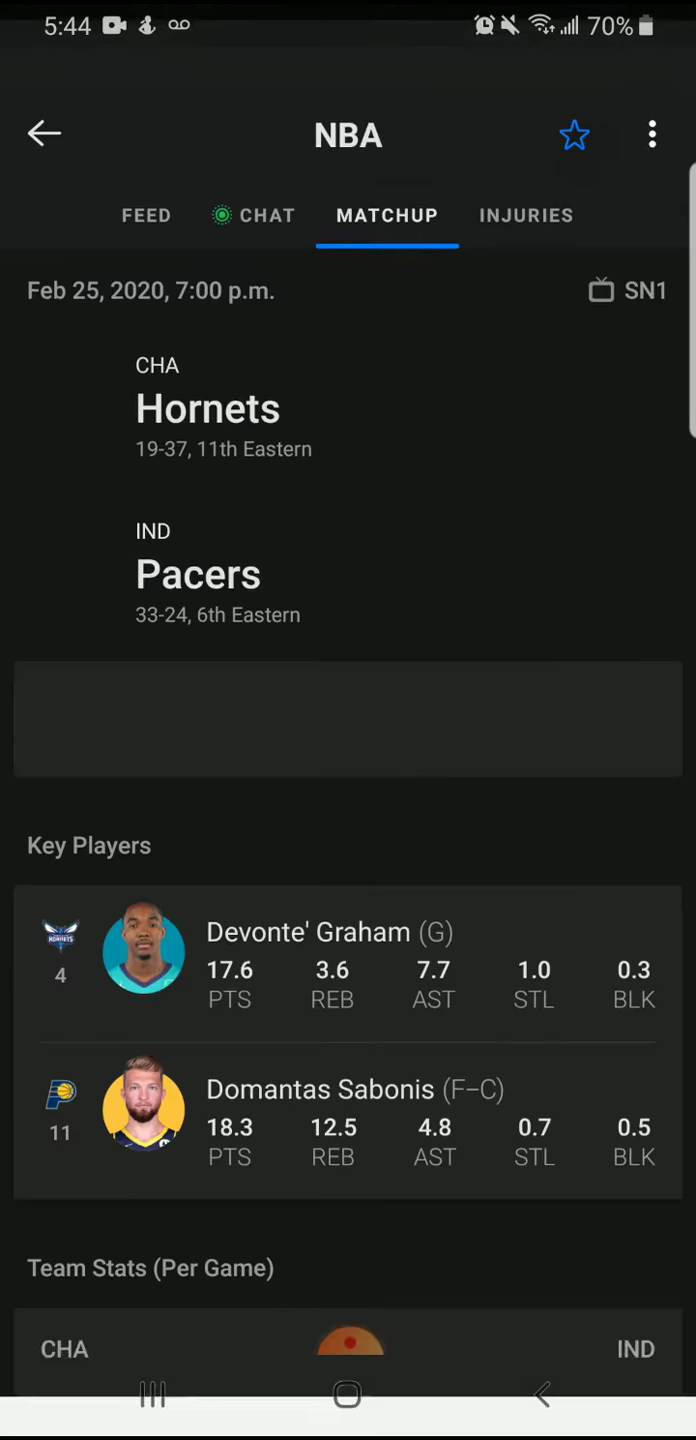 5:44 70%
NBA
FEED CHAT MATCHUP INJURIES
Feb 25, 2020, 7:00 p.m. SN1
CHA
Hornets
19-37, 11th Eastern
IND
Pacers
33-24, 6th Eastern
Key Players
HORNETS
4
Devonte' Graham (G)
17.6 3.6 7.7 1.0 0.3
PTS REB AST STL BLK
11
Domantas Sabonis (F–C)
18.3 12.5 4.8 0.7 0.5
PTS REB AST STL BLK
Team Stats (Per Game)
CHA IND